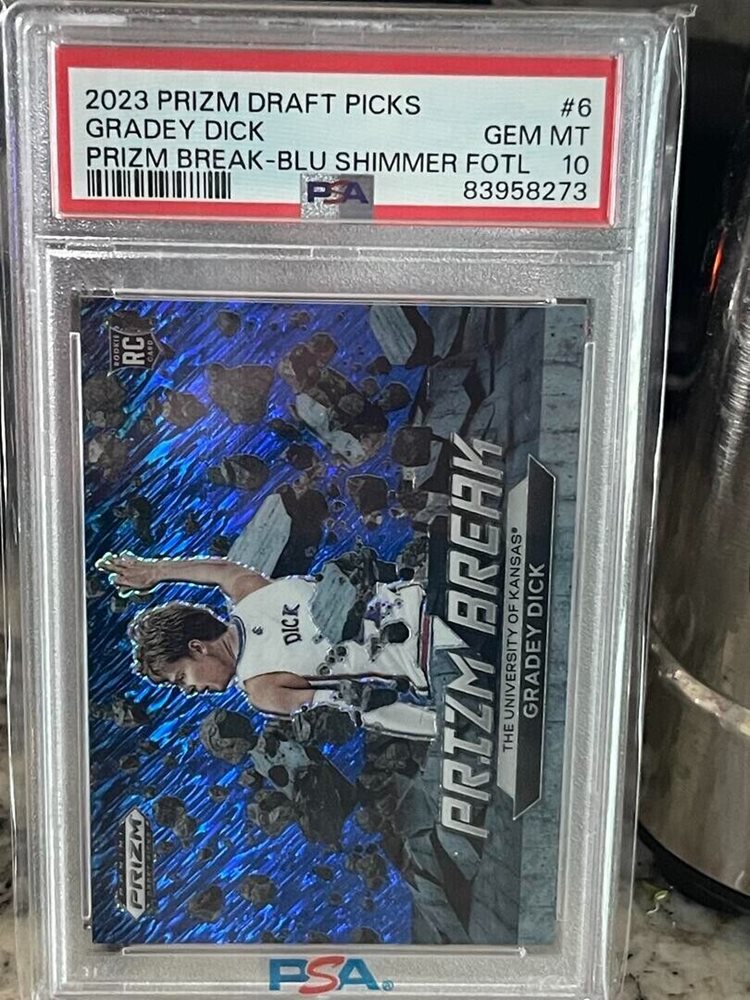 2023 PRIZM DRAFT PICKS #6
GRADEY DICK GEM MT
PRIZM BREAK-BLU SHIMMER FOTL 10
PSA 83958273
ROOKIE
RC
CARD
DICK
PRIZM BREAK
THE UNIVERSITY OF KANSAS®
GRADEY DICK
PANINI
PRIZM
PSA®